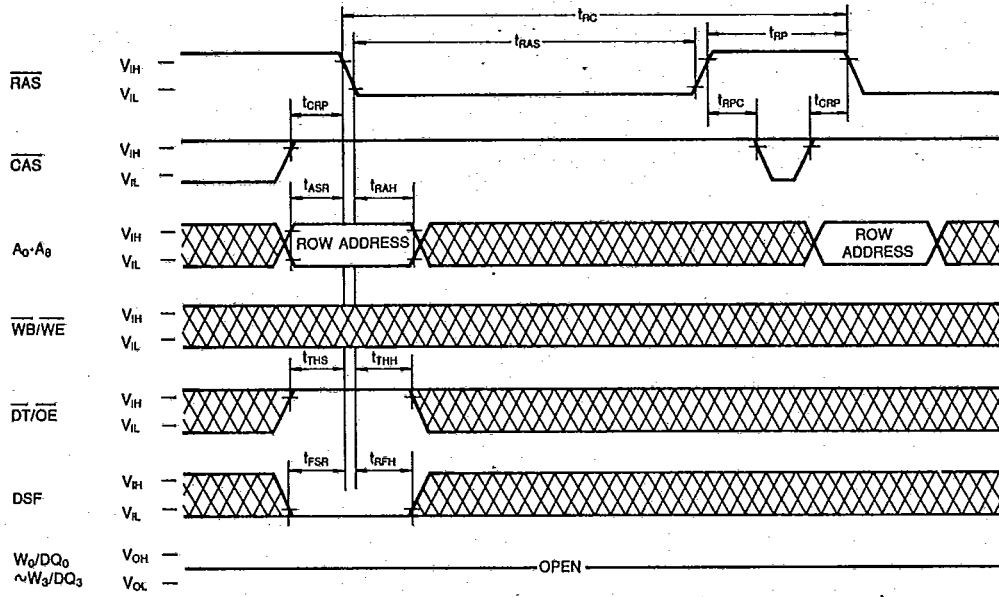 tRC
tRAS
tRP
RAS
VIH
VIL
tCRP
tRPC
tCRP
CAS
VIH
VIL
tASR
tRAH
A0-A8
VIH
VIL
ROW ADDRESS
ROW
ADDRESS
WB/WE
VIH
VIL
tTHS
tTHH
DT/OE
VIH
VIL
tFSR
tRFH
DSF
VIH
VIL
W0/DQ0
~W3/DQ3
VOH
VOL
OPEN